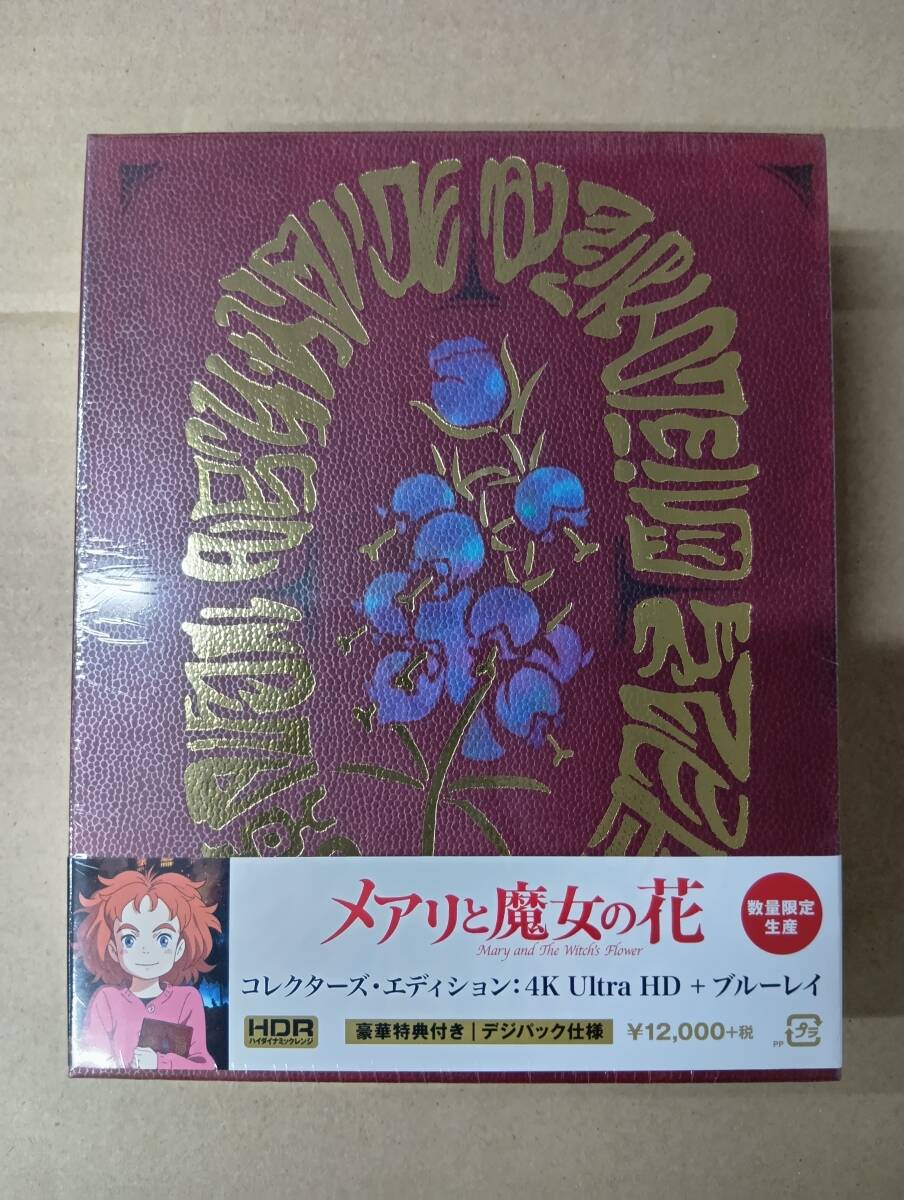 メアリと魔女の花
Mary and The Witch's Flower
数量限定
生産
コレクターズ・エディション：4K Ultra HD + ブルーレイ
HDR
ハイダイナミックレンジ
豪華特典付き｜デジパック仕様
¥12,000+税
プラ
PP